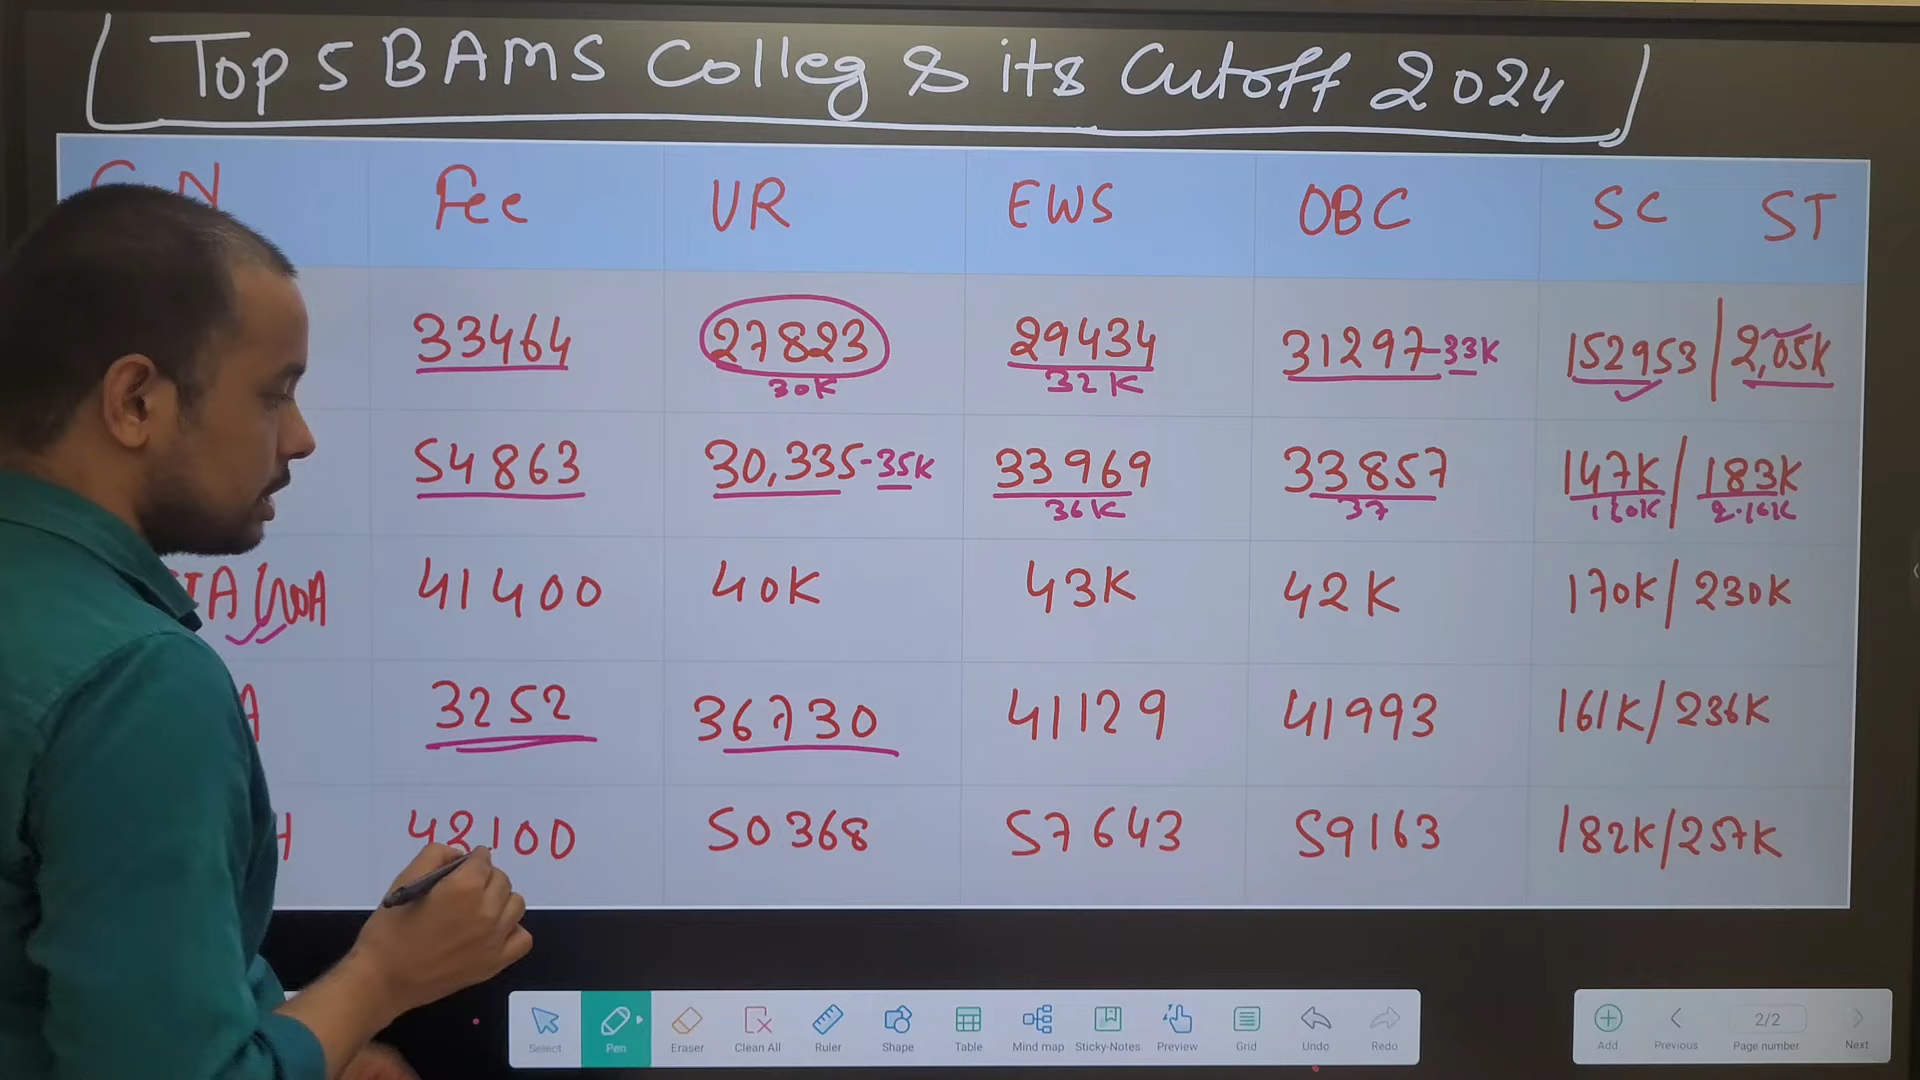 Top 5 BAMS Colleg & its Cutoff 2024
Fee UR EWS OBC SC ST
33464 27823 29434 31297-33K 152953 | 2,05K
30K 32K
54863 30,335-35K 33969 33857 147K / 183K
36K 37 2.16K
41400 40K 43K 42K 170K / 230K
A 3252 36730 41129 41993 161K / 236K
H 48100 50368 57643 59163 182K / 257K
Select Pen Eraser Clean All Ruler Shape Table Mind map Sticky-Notes Preview Grid Undo Redo
Add Previous 2/2 Page number Next